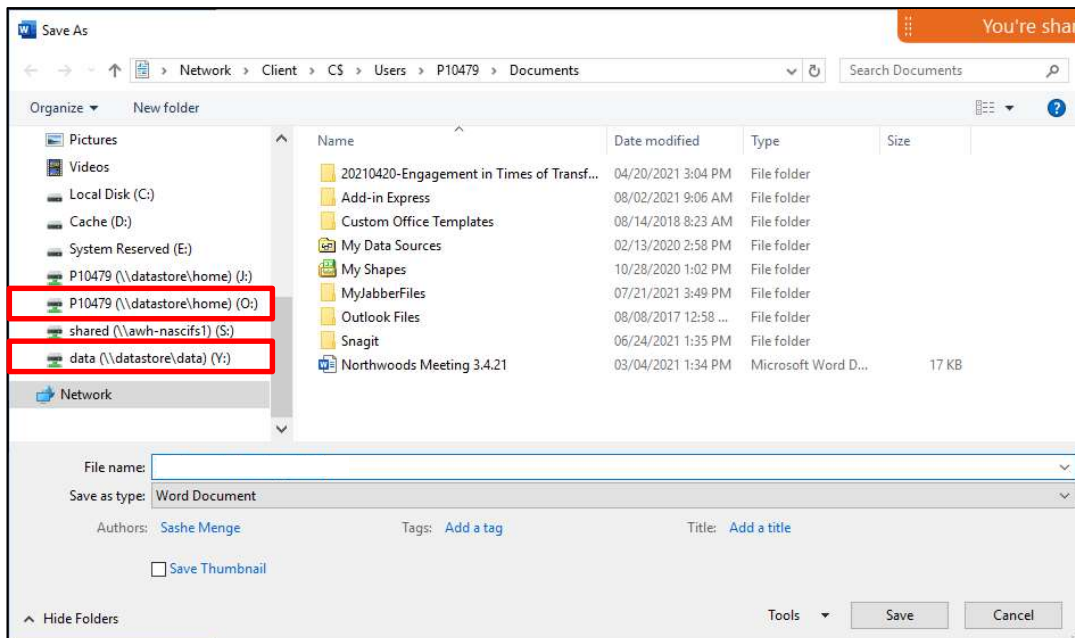 Save As
You're shar
Network > Client > C$ > Users > P10479 > Documents
Search Documents
Organize
New folder
Pictures
Videos
Local Disk (C:)
Cache (D:)
System Reserved (E:)
P10479 (\\datastore\home) (J:)
P10479 (\\datastore\home) (O:)
shared (\\awh-nascifs1) (S:)
data (\\datastore\data) (Y:)
Network
Name Date modified Type Size
20210420-Engagement in Times of Transf... 04/20/2021 3:04 PM File folder
Add-in Express 08/02/2021 9:06 AM File folder
Custom Office Templates 08/14/2018 8:23 AM File folder
My Data Sources 02/13/2020 2:58 PM File folder
My Shapes 10/28/2020 1:02 PM File folder
MyJabberFiles 07/21/2021 3:49 PM File folder
Outlook Files 08/08/2017 12:58 ... File folder
Snagit 06/24/2021 1:35 PM File folder
Northwoods Meeting 3.4.21 03/04/2021 1:34 PM Microsoft Word D... 17 KB
File name:
Save as type: Word Document
Authors: Sashe Menge Tags: Add a tag Title: Add a title
Save Thumbnail
Hide Folders
Tools
Save
Cancel